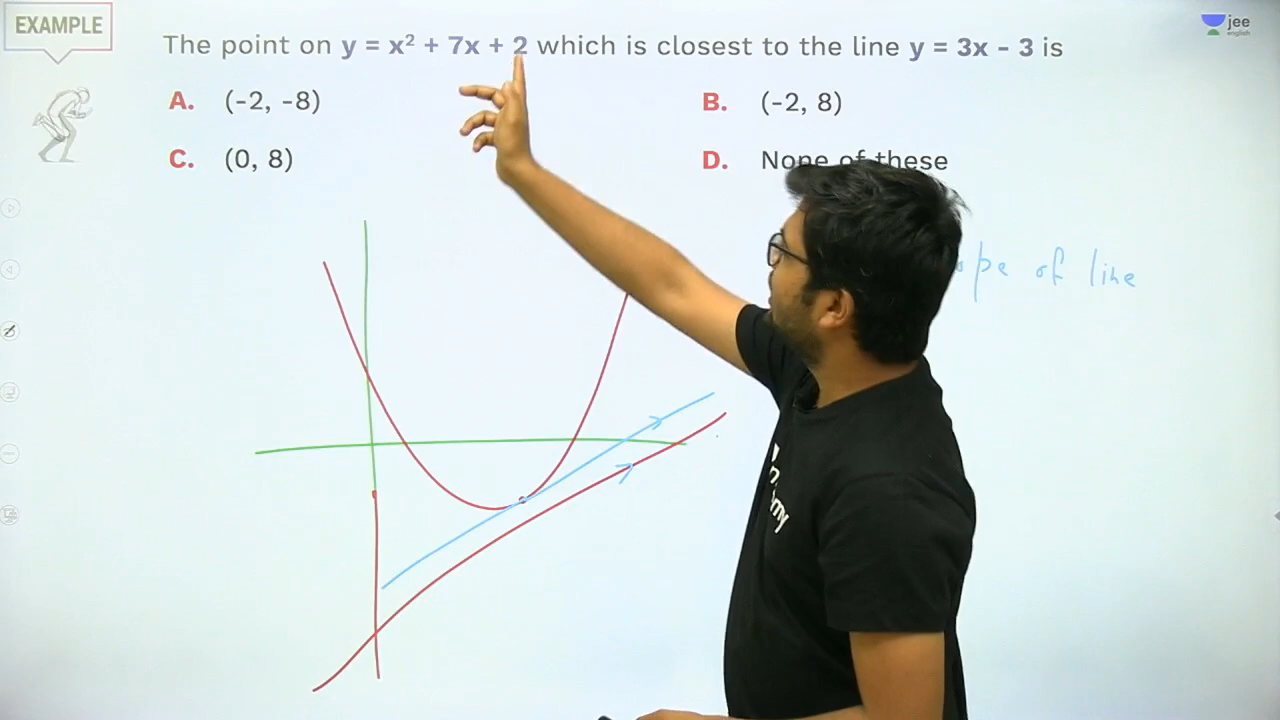 EXAMPLE
The point on y = x² + 7x + 2 which is closest to the line y = 3x - 3 is
A. (-2, -8)
B. (-2, 8)
C. (0, 8)
D. None of these
of line
jee
english